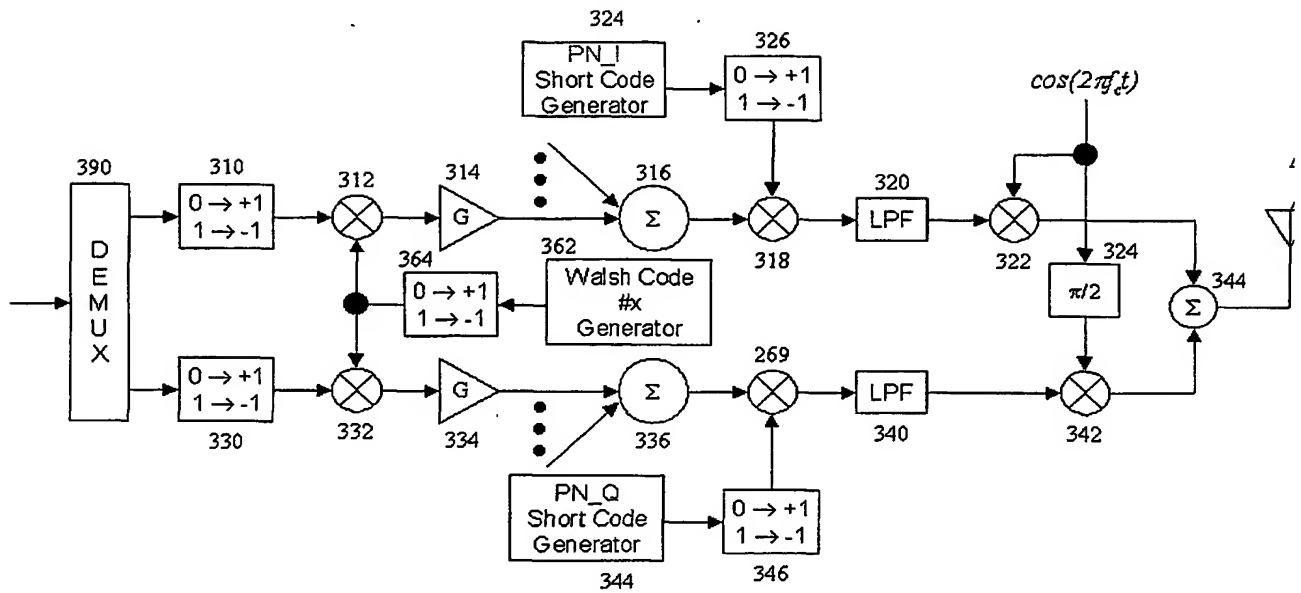 324
PN_I
Short Code
Generator
326
0 → +1
1 → -1
cos(2πf_ct)
390
DEMUX
310
0 → +1
1 → -1
312
314
G
316
Σ
318
320
LPF
322
324
π/2
344
Σ
364
0 → +1
1 → -1
362
Walsh Code
#x
Generator
330
0 → +1
1 → -1
332
334
G
336
Σ
269
340
LPF
342
PN_Q
Short Code
Generator
344
346
0 → +1
1 → -1